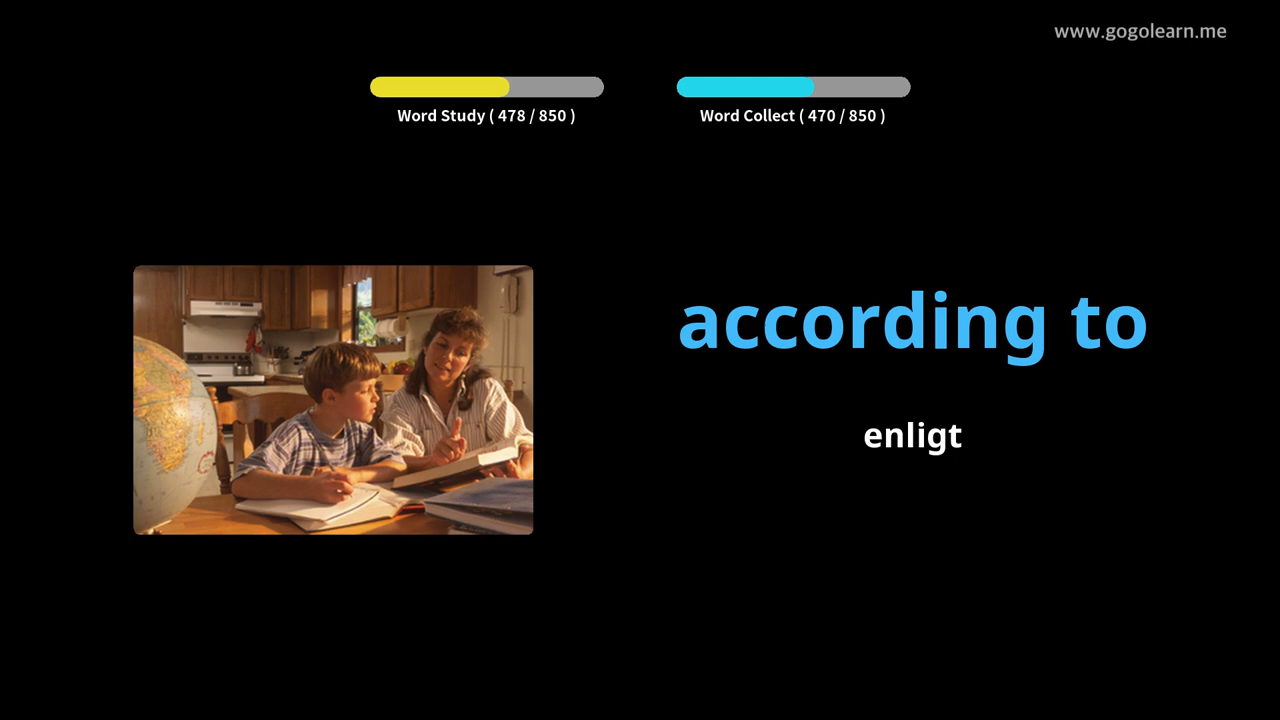 www.gogolearn.me
Word Study ( 478 / 850 )
Word Collect ( 470 / 850 )
according to
enligt